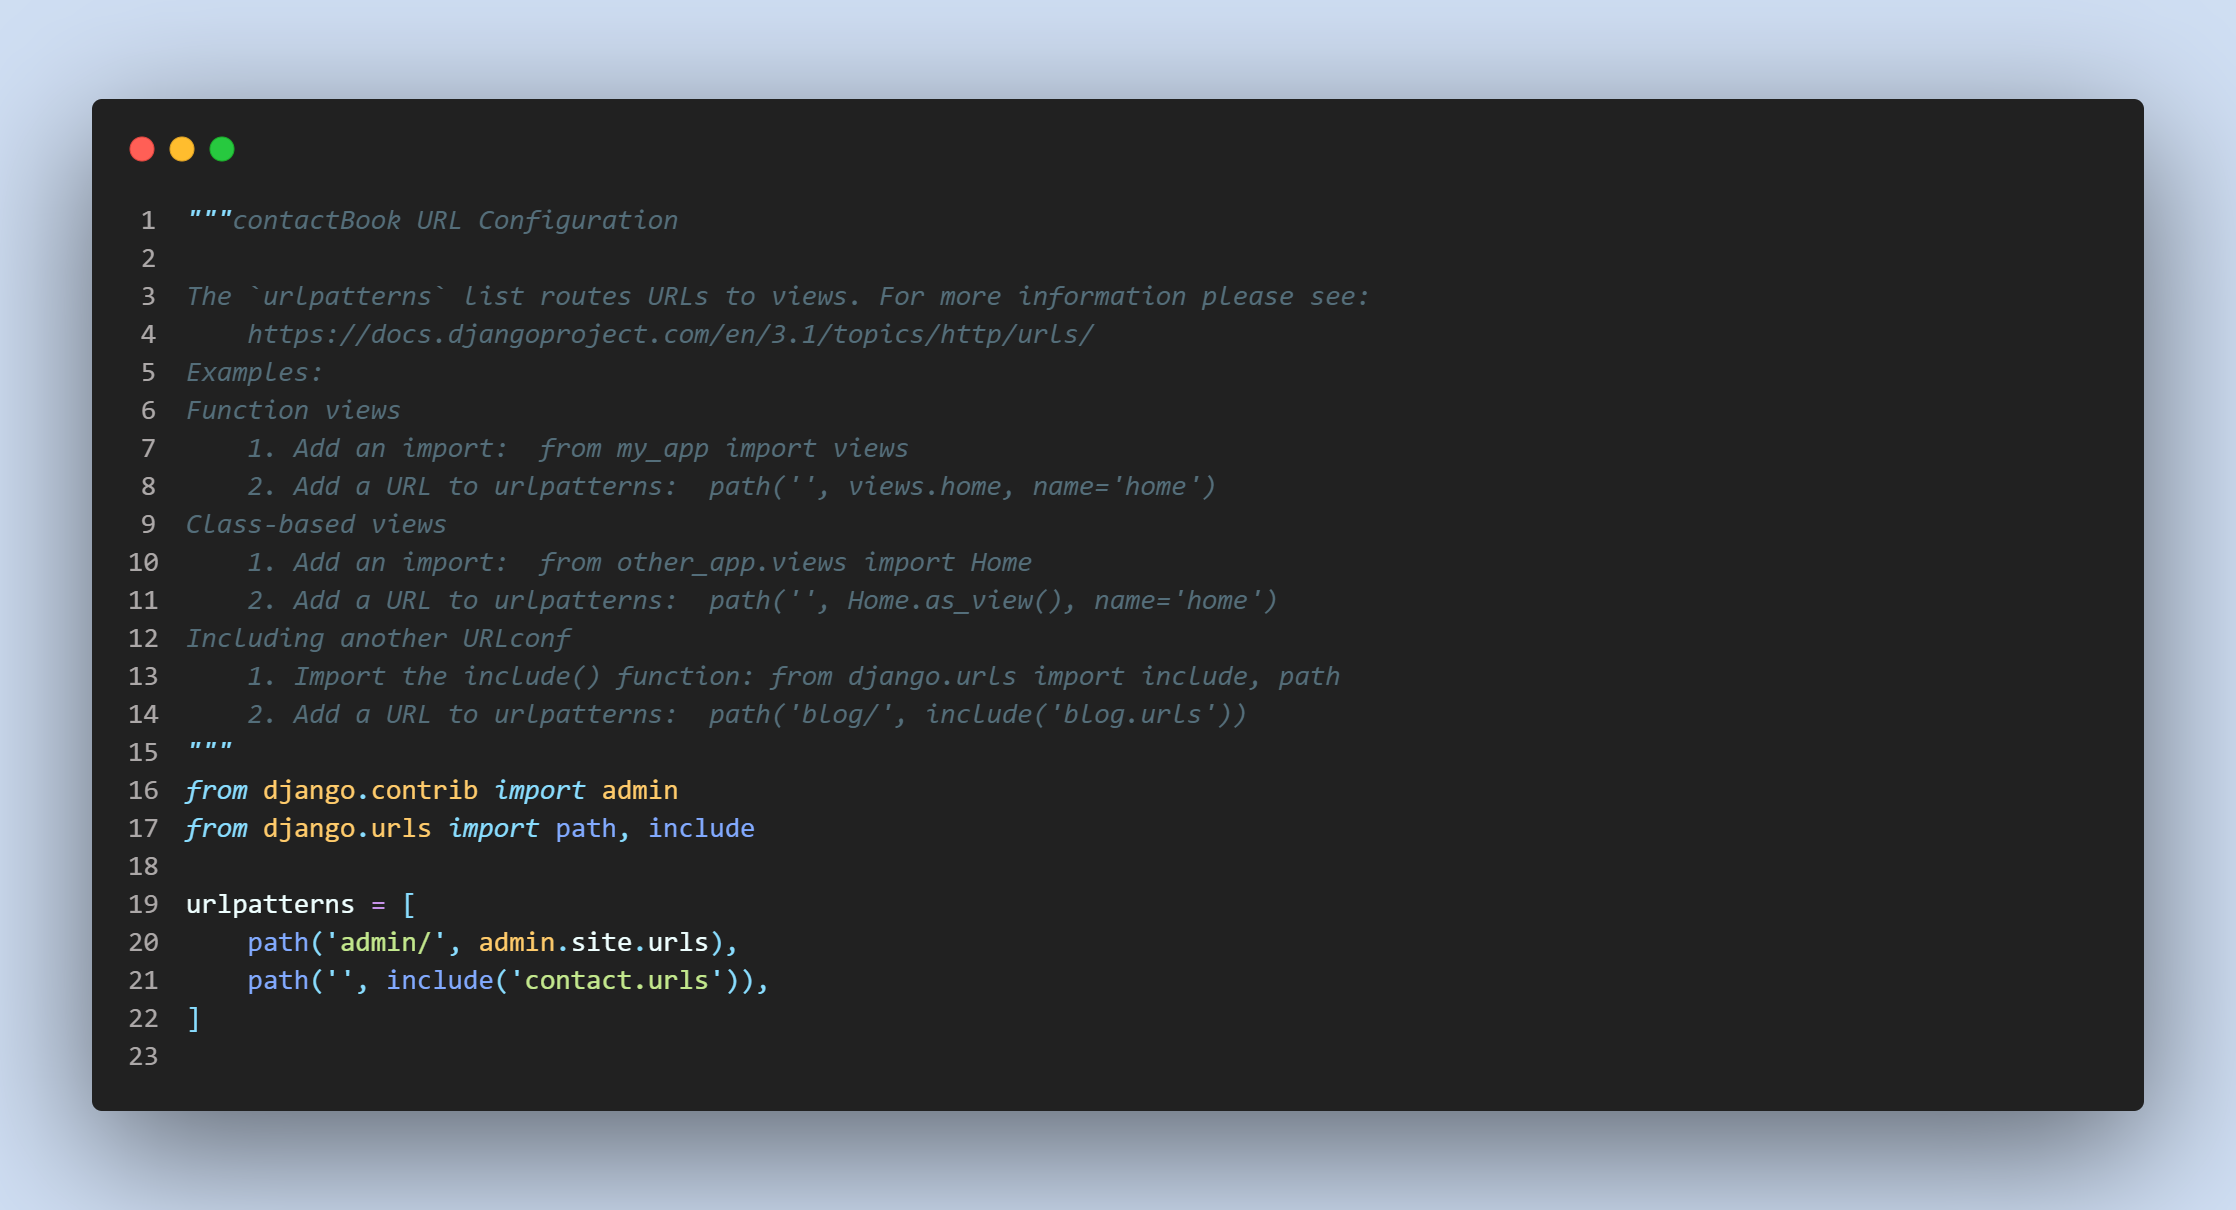 1 """contactBook URL Configuration
2
3 The `urlpatterns` list routes URLs to views. For more information please see:
4     https://docs.djangoproject.com/en/3.1/topics/http/urls/
5 Examples:
6 Function views
7     1. Add an import:  from my_app import views
8     2. Add a URL to urlpatterns:  path('', views.home, name='home')
9 Class-based views
10     1. Add an import:  from other_app.views import Home
11     2. Add a URL to urlpatterns:  path('', Home.as_view(), name='home')
12 Including another URLconf
13     1. Import the include() function: from django.urls import include, path
14     2. Add a URL to urlpatterns:  path('blog/', include('blog.urls'))
15 """
16 from django.contrib import admin
17 from django.urls import path, include
18
19 urlpatterns = [
20     path('admin/', admin.site.urls),
21     path('', include('contact.urls')),
22 ]
23